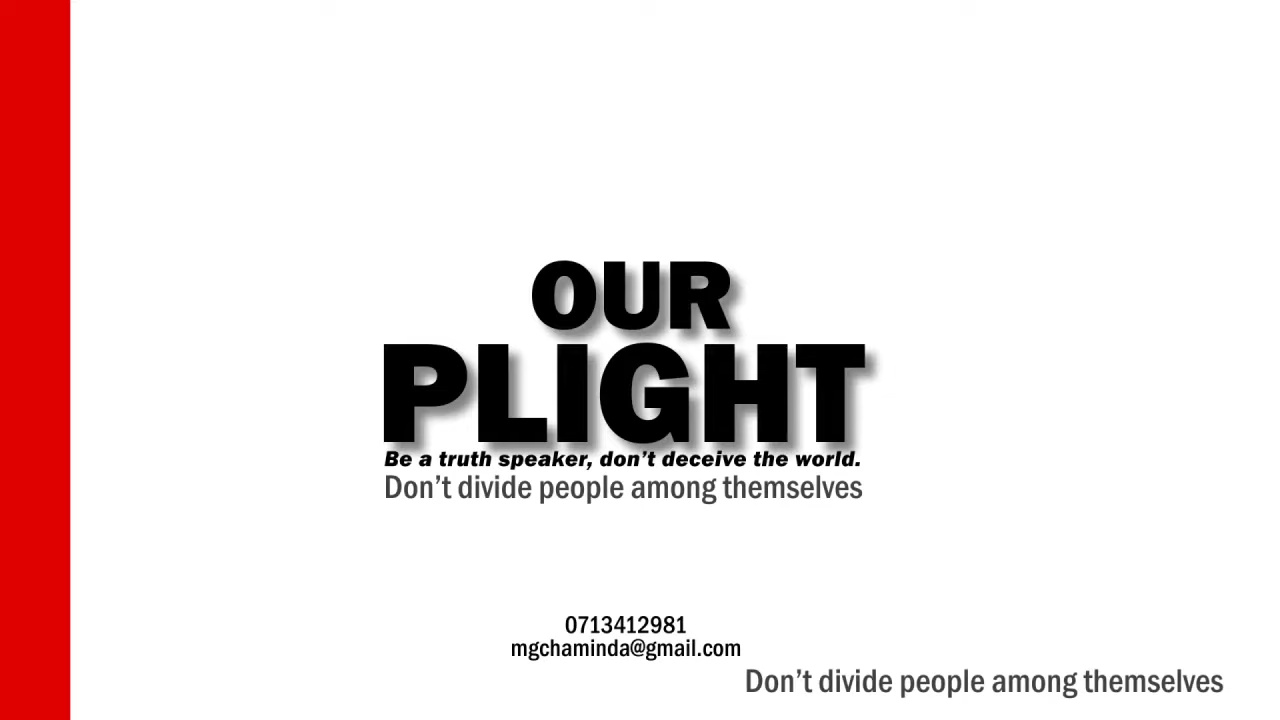 OUR
PLIGHT
Be a truth speaker, don’t deceive the world.
Don’t divide people among themselves
0713412981
mgchaminda@gmail.com
Don’t divide people among themselves